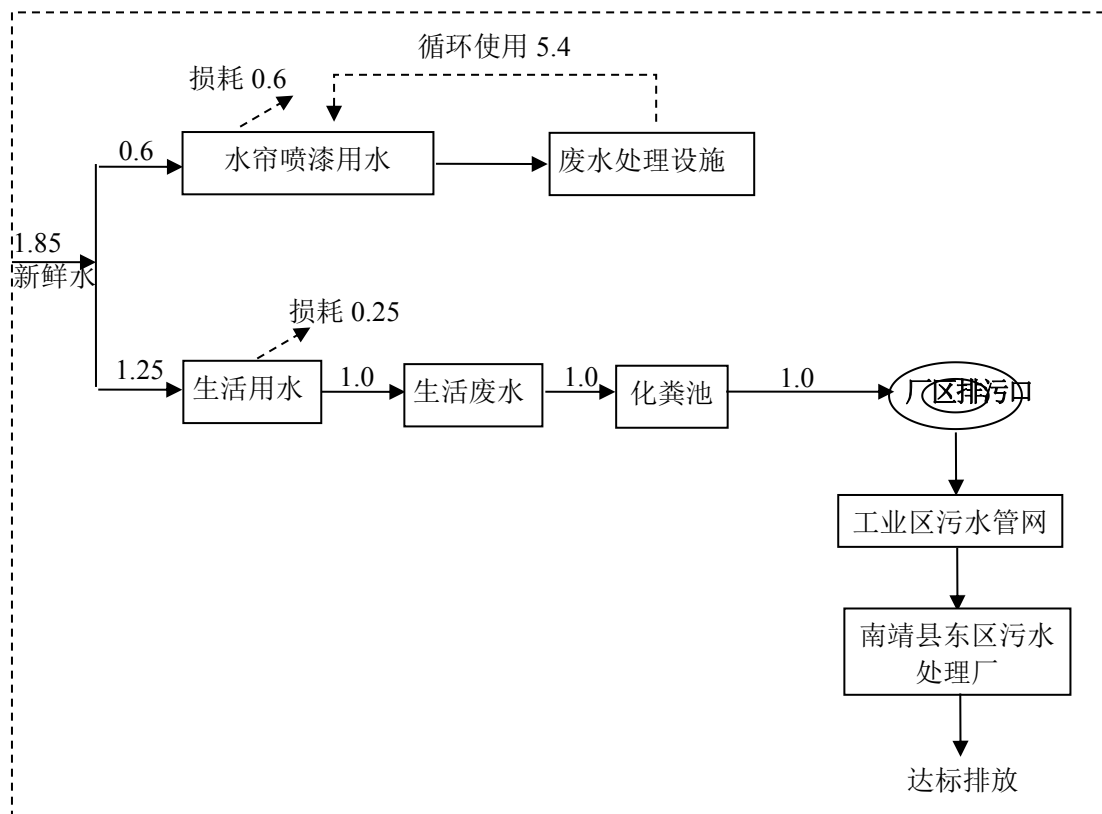 循环使用 5.4
损耗 0.6
0.6
水帘喷漆用水
废水处理设施
1.85
新鲜水
损耗 0.25
1.25
生活用水
1.0
生活废水
1.0
化粪池
1.0
厂区排污口
工业区污水管网
南靖县东区污水
处理厂
达标排放